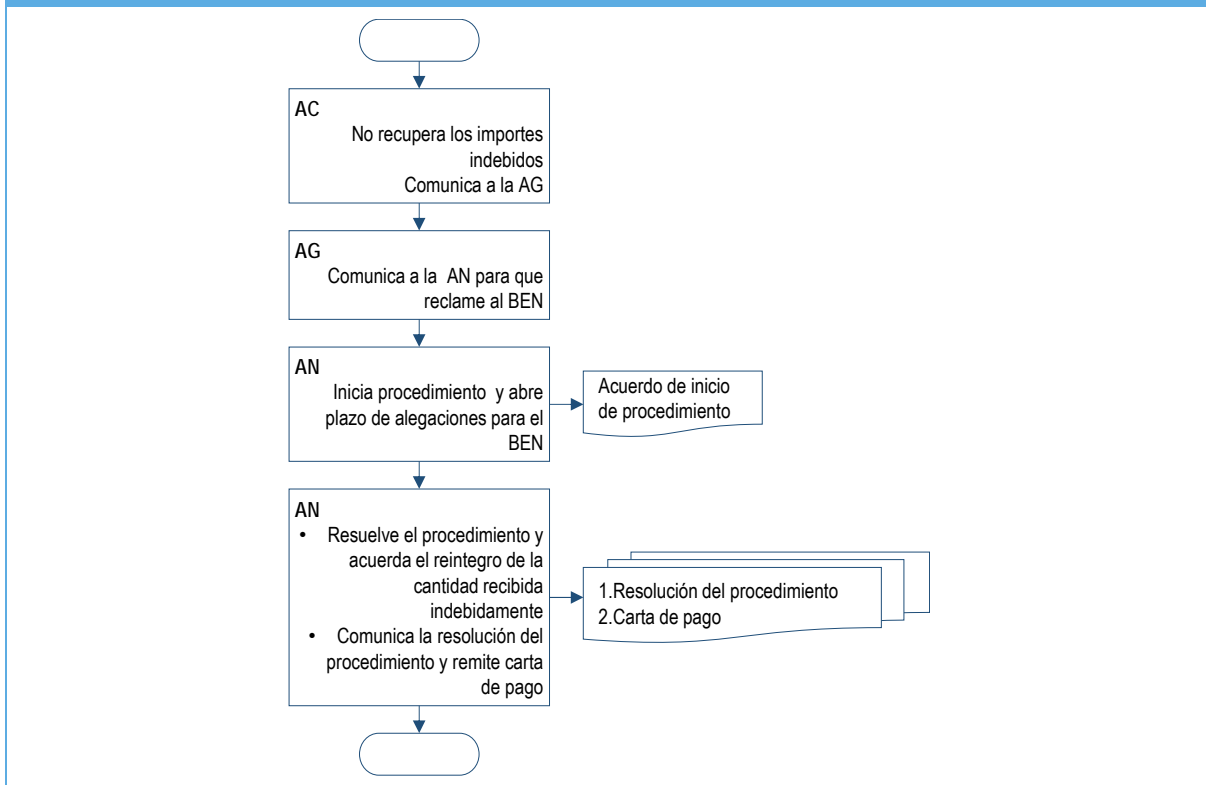 AC
No recupera los importes
indebidos
Comunica a la AG
AG
Comunica a la AN para que
reclame al BEN
AN
Inicia procedimiento y abre
plazo de alegaciones para el
BEN
Acuerdo de inicio
de procedimiento
AN
• Resuelve el procedimiento y
acuerda el reintegro de la
cantidad recibida
indebidamente
• Comunica la resolución del
procedimiento y remite carta
de pago
1.Resolución del procedimiento
2.Carta de pago